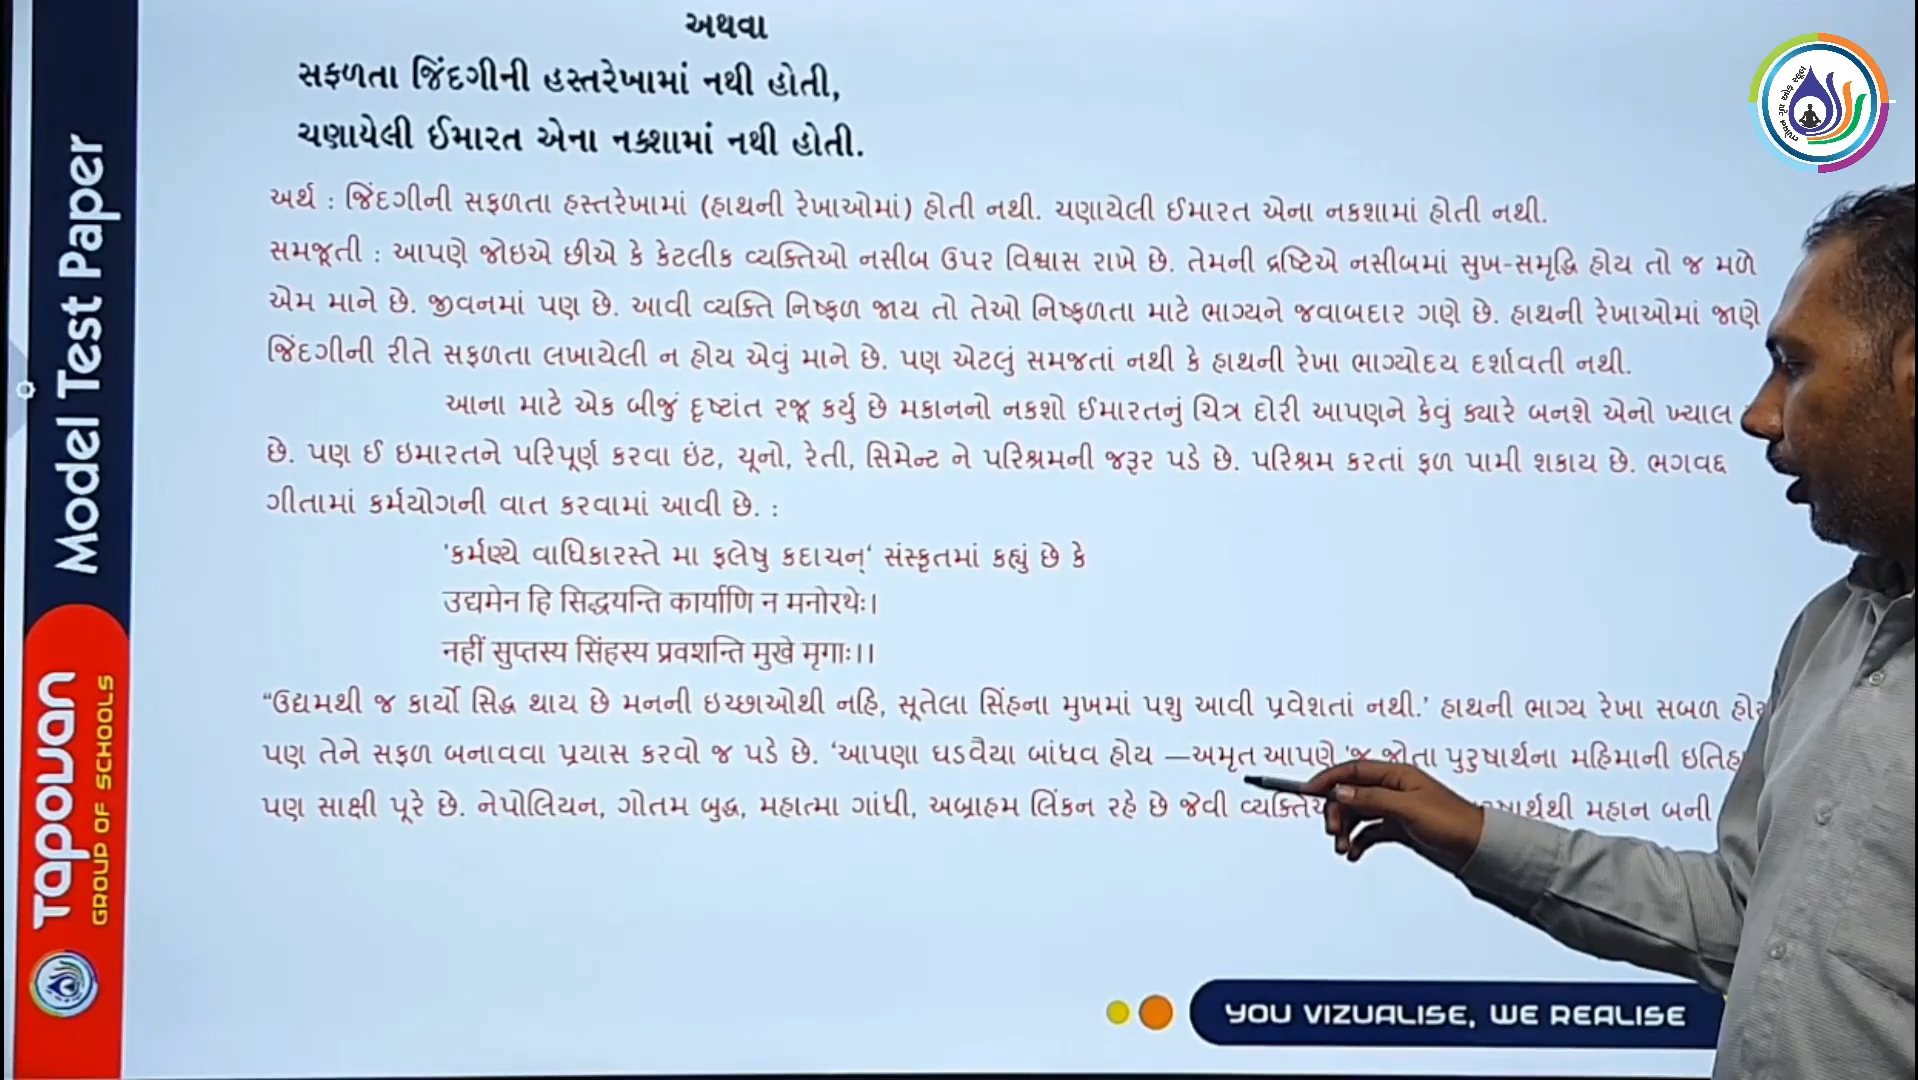 અથવા
સફળતા જિંદગીની હસ્તરેખામાં નથી હોતી,
ચણાયેલી ઈમારત એના નકશામાં નથી હોતી.
અર્થ : જિંદગીની સફળતા હસ્તરેખામાં (હાથની રેખાઓમાં) હોતી નથી. ચણાયેલી ઈમારત એના નકશામાં હોતી નથી.
સમજૂતી : આપણે જોઇએ છીએ કે કેટલીક વ્યક્તિઓ નસીબ ઉપર વિશ્વાસ રાખે છે. તેમની દ્રષ્ટિએ નસીબમાં સુખ-સમૃદ્ધિ હોય તો જ મળે
એમ માને છે. જીવનમાં પણ છે. આવી વ્યક્તિ નિષ્ફળ જાય તો તેઓ નિષ્ફળતા માટે ભાગ્યને જવાબદાર ગણે છે. હાથની રેખાઓમાં જાણે
જિંદગીની રીતે સફળતા લખાયેલી ન હોય એવું માને છે. પણ એટલું સમજતાં નથી કે હાથની રેખા ભાગ્યોદય દર્શાવતી નથી.
આના માટે એક બીજું દૃષ્ટાંત રજૂ કર્યુ છે મકાનનો નકશો ઈમારતનું ચિત્ર દોરી આપણને કેવું ક્યારે બનશે એનો ખ્યાલ
છે. પણ ઈ ઇમારતને પરિપૂર્ણ કરવા ઇંટ, ચૂનો, રેતી, સિમેન્ટ ને પરિશ્રમની જરૂર પડે છે. પરિશ્રમ કરતાં ફળ પામી શકાય છે. ભગવદ્દ
ગીતામાં કર્મયોગની વાત કરવામાં આવી છે. :
'કર્મણ્યે વાધિકારસ્તે મા ફલેષુ કદાચન્‘ સંસ્કૃતમાં કહ્યું છે કે
उद्यमेन हि सिद्धयन्ति कार्याणि न मनोरथेः।
नहीं सुप्तस्य सिंहस्य प्रवशन्ति मुखे मृगाः।।
“ઉદ્યમથી જ કાર્યો સિદ્ધ થાય છે મનની ઇચ્છાઓથી નહિ, સૂતેલા સિંહના મુખમાં પશુ આવી પ્રવેશતાં નથી.’ હાથની ભાગ્ય રેખા સબળ
પણ તેને સફળ બનાવવા પ્રયાસ કરવો જ પડે છે. ‘આપણા ઘડવૈયા બાંધવ હોય —અમૃત આપણે 'જ જોતા પુરુષાર્થના મહિમાની
પણ સાક્ષી પૂરે છે. નેપોલિયન, ગોતમ બુદ્ધ, મહાત્મા ગાંધી, અબ્રાહમ લિંકન રહે છે જેવી મહાન બની
Model Test Paper
TAPOVAN
GROUP OF SCHOOLS
YOU VIZUALISE, WE REALISE